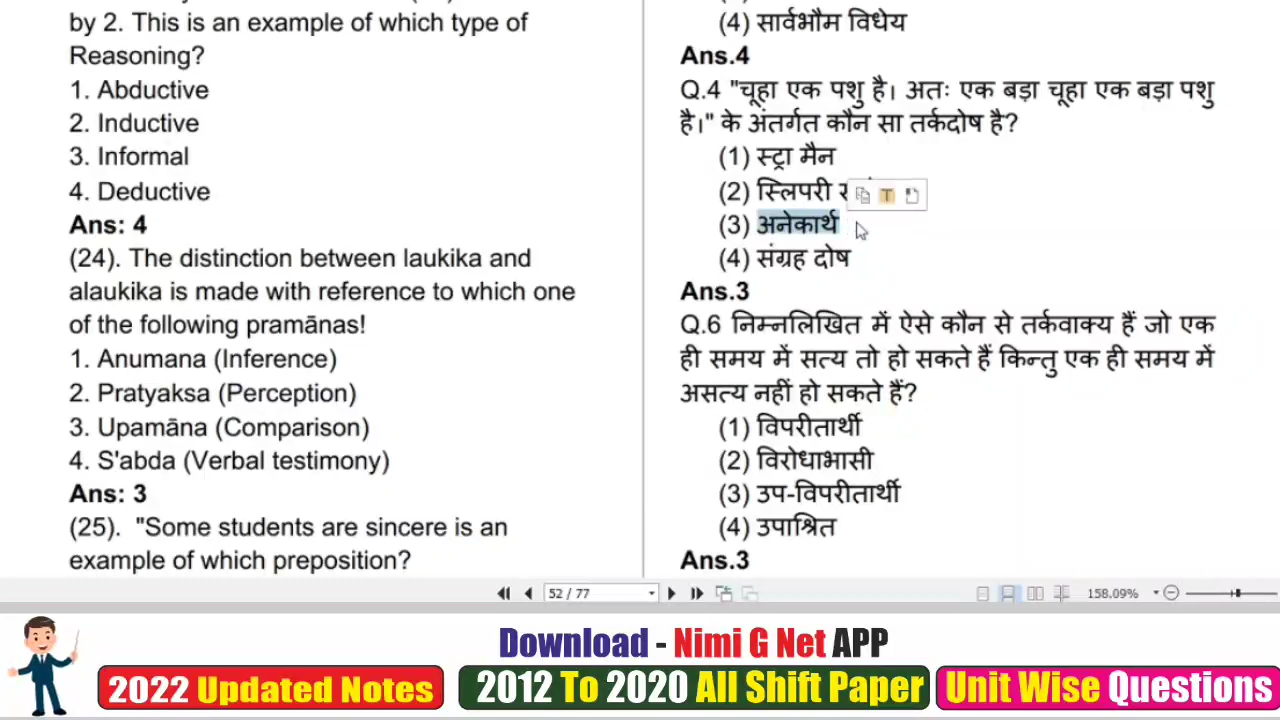 by 2. This is an example of which type of
Reasoning?
1. Abductive
2. Inductive
3. Informal
4. Deductive
Ans: 4
(24). The distinction between laukika and
alaukika is made with reference to which one
of the following pramānas!
1. Anumana (Inference)
2. Pratyaksa (Perception)
3. Upamāna (Comparison)
4. S'abda (Verbal testimony)
Ans: 3
(25). "Some students are sincere is an
example of which preposition?
(4) सार्वभौम विधेय
Ans.4
Q.4 "चूहा एक पशु है। अतः एक बड़ा चूहा एक बड़ा पशु
है।" के अंतर्गत कौन सा तर्कदोष है?
(1) स्ट्रा मैन
(2) स्लिपरी
(3) अनेकार्थ
(4) संग्रह दोष
Ans.3
Q.6 निम्नलिखित में ऐसे कौन से तर्कवाक्य हैं जो एक
ही समय में सत्य तो हो सकते हैं किन्तु एक ही समय में
असत्य नहीं हो सकते हैं?
(1) विपरीतार्थी
(2) विरोधाभासी
(3) उप-विपरीतार्थी
(4) उपाश्रित
Ans.3
52 / 77
158.09%
Download - Nimi G Net APP
2022 Updated Notes
2012 To 2020 All Shift Paper
Unit Wise Questions